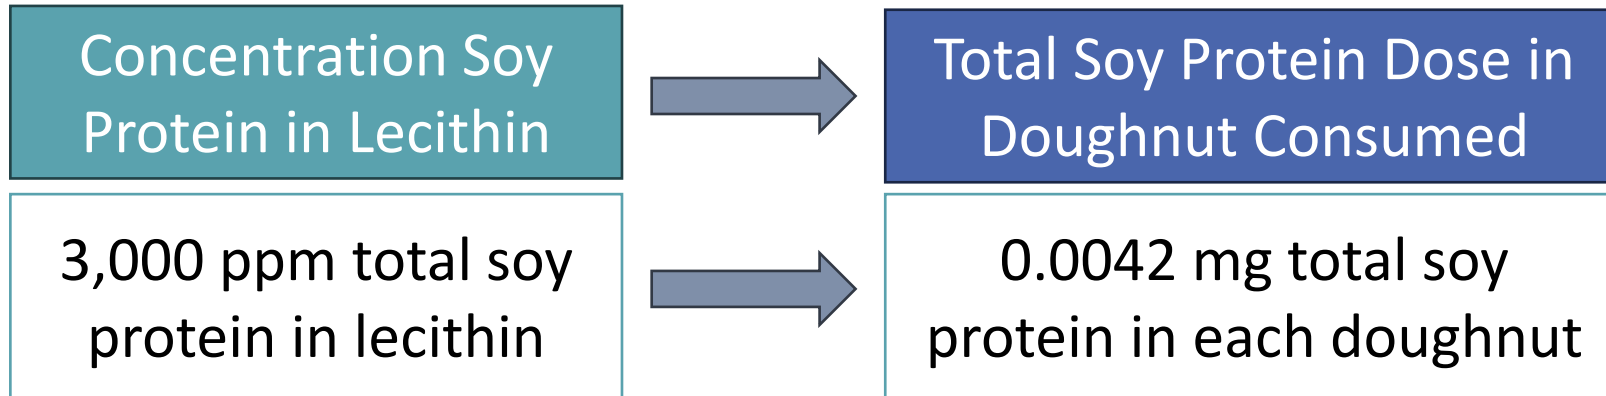 Concentration Soy
Protein in Lecithin
Total Soy Protein Dose in
Doughnut Consumed
3,000 ppm total soy
protein in lecithin
0.0042 mg total soy
protein in each doughnut